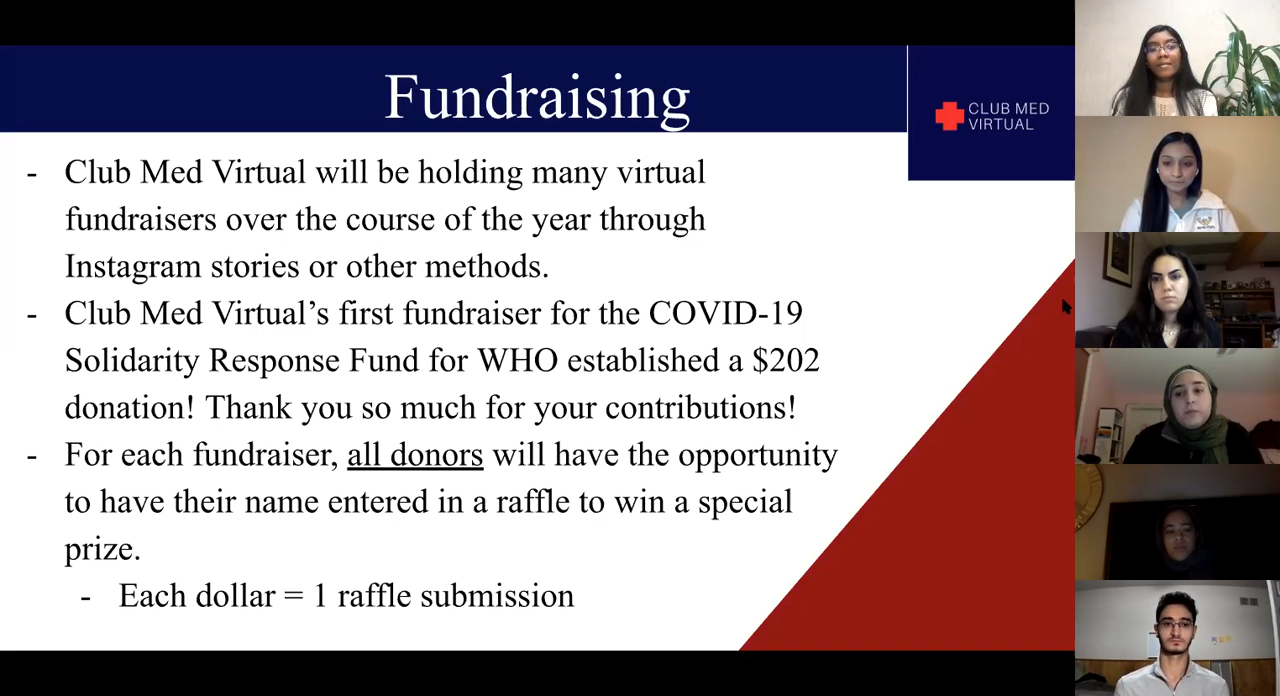 Fundraising
CLUB MED
VIRTUAL
- Club Med Virtual will be holding many virtual
fundraisers over the course of the year through
Instagram stories or other methods.
- Club Med Virtual’s first fundraiser for the COVID-19
Solidarity Response Fund for WHO established a $202
donation! Thank you so much for your contributions!
- For each fundraiser, all donors will have the opportunity
to have their name entered in a raffle to win a special
prize.
- Each dollar = 1 raffle submission